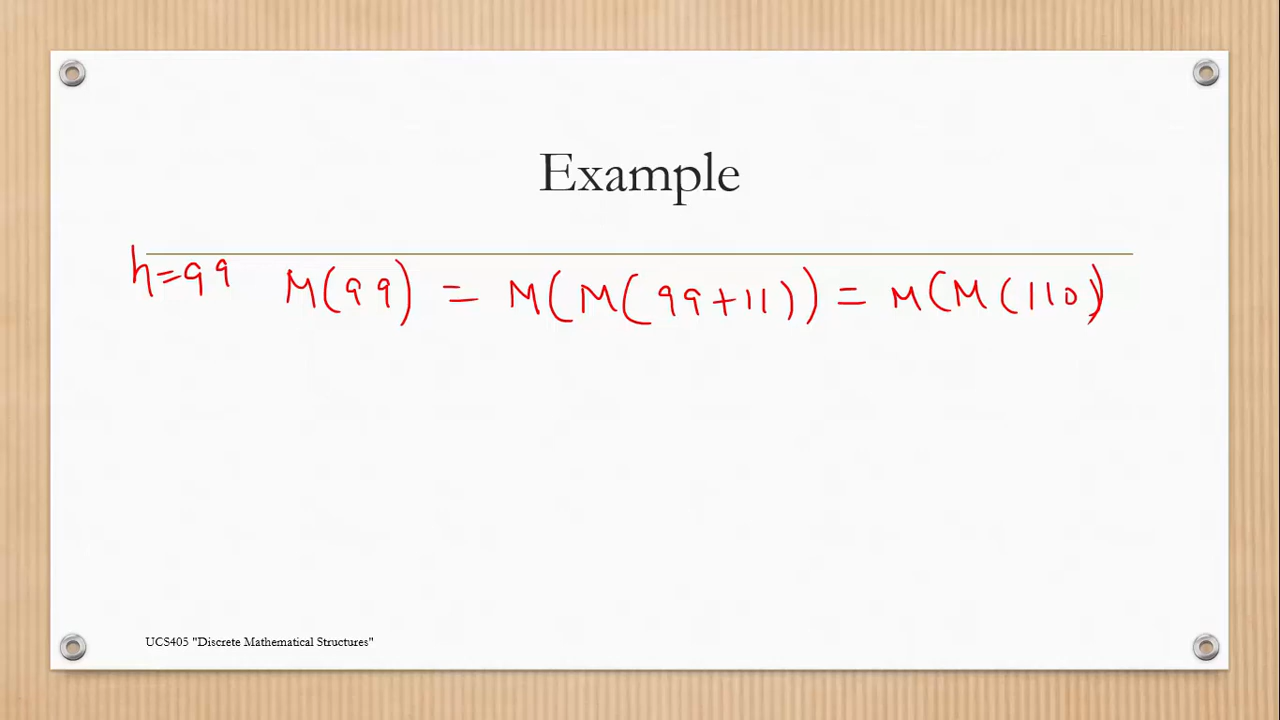 Example
n=99 M(99) = M(M(99+11)) = M(M(110)
UCS405 "Discrete Mathematical Structures"